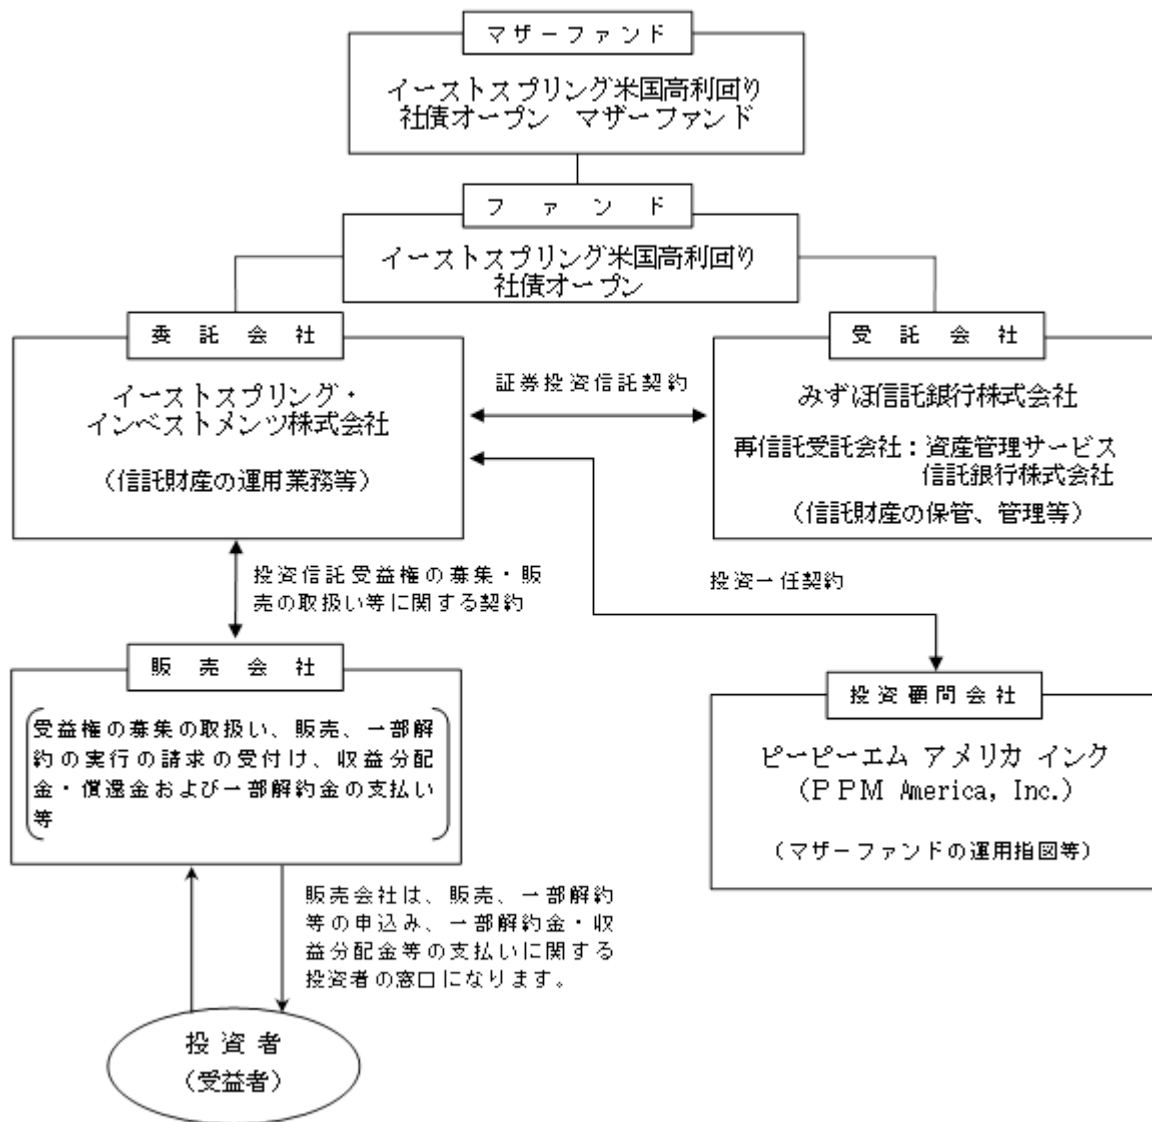 マザーファンド
イーストスプリング米国高利回り
社債オープン マザーファンド
ファンド
イーストスプリング米国高利回り
社債オープン
委託会社
イーストスプリング・
インベストメンツ株式会社
（信託財産の運用業務等）
証券投資信託契約
受託会社
みずほ信託銀行株式会社
再信託受託会社：資産管理サービス
信託銀行株式会社
（信託財産の保管、管理等）
投資信託受益権の募集・販
売の取扱い等に関する契約
投資一任契約
販売会社
受益権の募集の取扱い、販売、一部解
約の実行の請求の受付け、収益分配
金・償還金および一部解約金の支払い
等
投資顧問会社
ピーピーエム アメリカ インク
（PPM America, Inc.）
（マザーファンドの運用指図等）
販売会社は、販売、一部解約
等の申込み、一部解約金・収
益分配金等の支払いに関する
投資者の窓口になります。
投資者
（受益者）